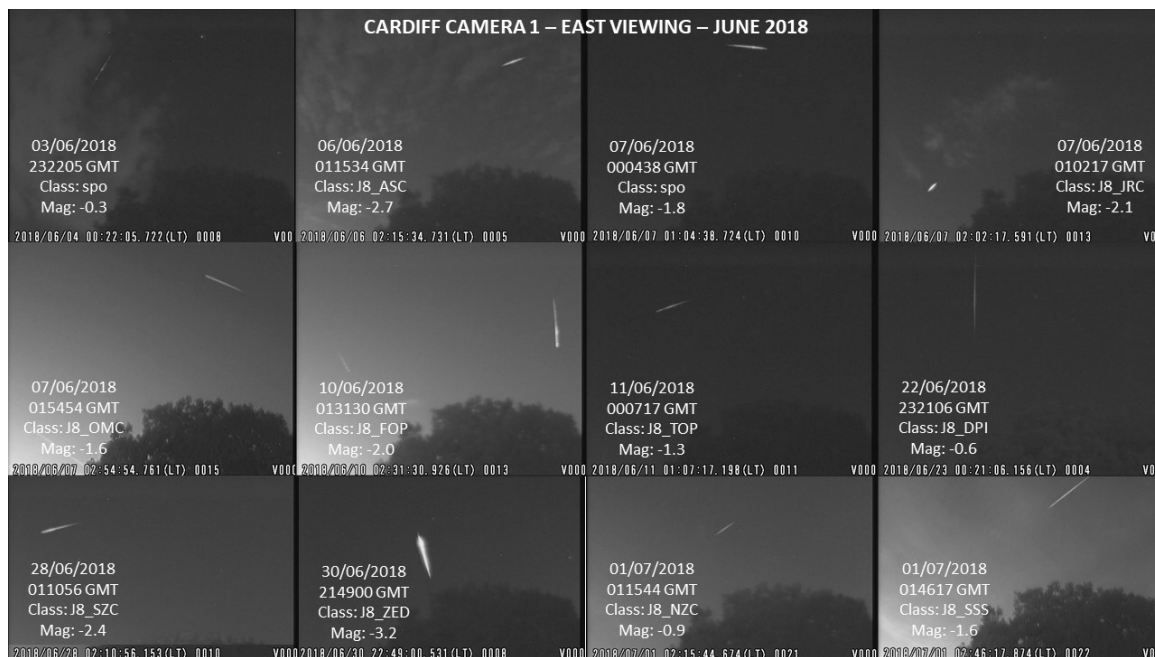 CARDIFF CAMERA 1 – EAST VIEWING – JUNE 2018
03/06/2018
232205 GMT
Class: spo
Mag: -0.3
2018/06/04 00:22:05.722(LT) 0008 V00
06/06/2018
011534 GMT
Class: J8_ASC
Mag: -2.7
2018/06/06 02:15:34.731(LT) 0005 V000
07/06/2018
000438 GMT
Class: spo
Mag: -1.8
2018/06/07 01:04:38.724(LT) 0010 V000
07/06/2018
010217 GMT
Class: J8_JRC
Mag: -2.1
2018/06/07 02:02:17.591(LT) 0013 V0
07/06/2018
015454 GMT
Class: J8_OMC
Mag: -1.6
2018/06/07 02:54:54.761(LT) 0015 V00
10/06/2018
013130 GMT
Class: J8_FOP
Mag: -2.0
2018/06/10 02:31:30.926(LT) 0013 V000
11/06/2018
000717 GMT
Class: J8_TOP
Mag: -1.3
2018/06/11 01:07:17.198(LT) 0011 V000
22/06/2018
232106 GMT
Class: J8_DPI
Mag: -0.6
2018/06/23 00:21:06.156(LT) 0004 V0
28/06/2018
011056 GMT
Class: J8_SZC
Mag: -2.4
2018/06/28 02:10:56.153(LT) 0010 V00
30/06/2018
214900 GMT
Class: J8_ZED
Mag: -3.2
2018/06/30 22:49:00.531(LT) 0008 V000
01/07/2018
011544 GMT
Class: J8_NZC
Mag: -0.9
2018/07/01 02:15:44.674(LT) 0021 V000
01/07/2018
014617 GMT
Class: J8_SSS
Mag: -1.6
2018/07/01 02:46:17.874(LT) 0022 V0